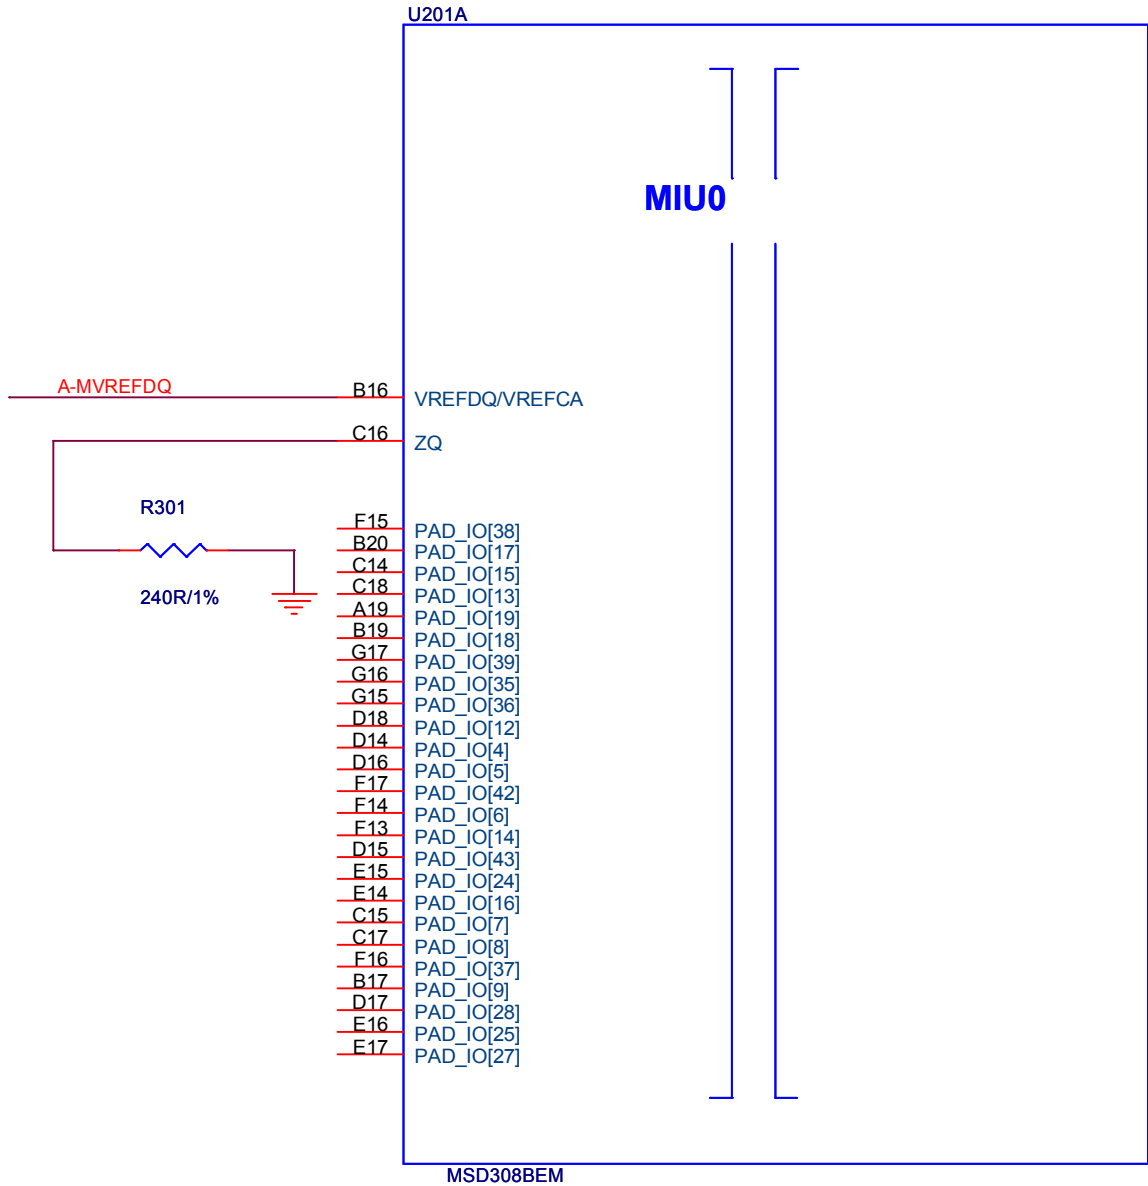 U201A
MIU0
A-MVREFDQ
B16 VREFDQ/VREFCA
C16 ZQ
R301
240R/1%
F15 PAD_IO[38]
B20 PAD_IO[17]
C14 PAD_IO[15]
C18 PAD_IO[13]
A19 PAD_IO[19]
B19 PAD_IO[18]
G17 PAD_IO[39]
G16 PAD_IO[35]
G15 PAD_IO[36]
D18 PAD_IO[12]
D14 PAD_IO[4]
D16 PAD_IO[5]
F17 PAD_IO[42]
F14 PAD_IO[6]
F13 PAD_IO[14]
D15 PAD_IO[43]
E15 PAD_IO[24]
E14 PAD_IO[16]
C15 PAD_IO[7]
C17 PAD_IO[8]
F16 PAD_IO[37]
B17 PAD_IO[9]
D17 PAD_IO[28]
E16 PAD_IO[25]
E17 PAD_IO[27]
MSD308BEM